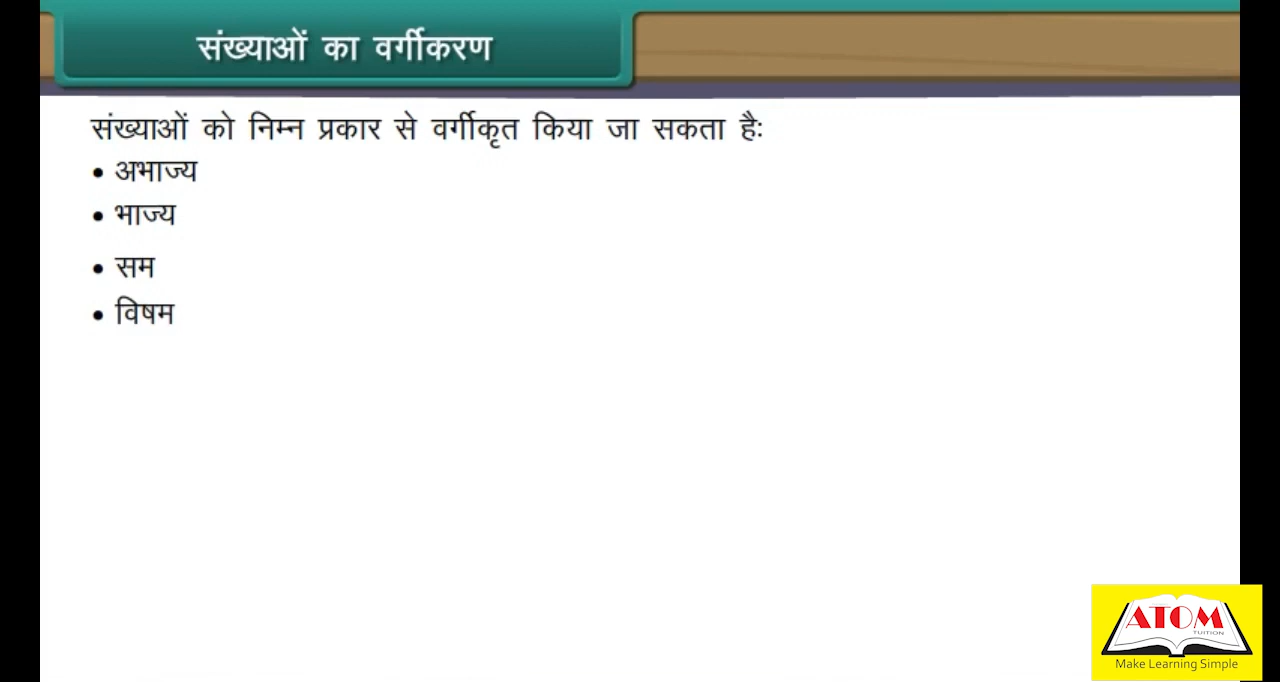 संख्याओं का वर्गीकरण
संख्याओं को निम्न प्रकार से वर्गीकृत किया जा सकता हैः
• अभाज्य
• भाज्य
• सम
• विषम
ATOM
TUITION
Make Learning Simple